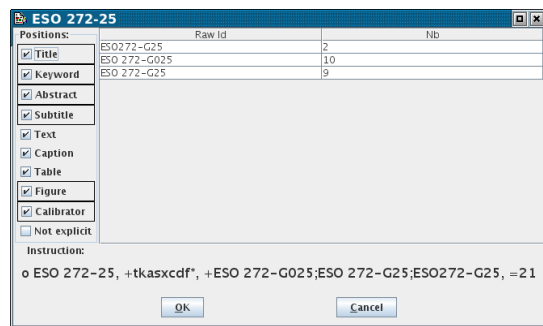 ESO 272-25
Positions: Raw Id Nb
Title ESO272-G25 2
Keyword ESO 272-G025 10
ESO 272-G25 9
Abstract
Subtitle
Text
Caption
Table
Figure
Calibrator
Not explicit
Instruction:
o ESO 272-25, +tkasxcdf*, +ESO 272-G025;ESO 272-G25;ESO272-G25, =21
OK Cancel